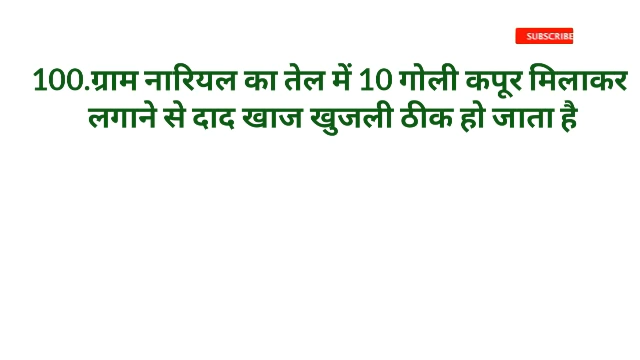 SUBSCRIBE
100.ग्राम नारियल का तेल में 10 गोली कपूर मिलाकर
लगाने से दाद खाज खुजली ठीक हो जाता है